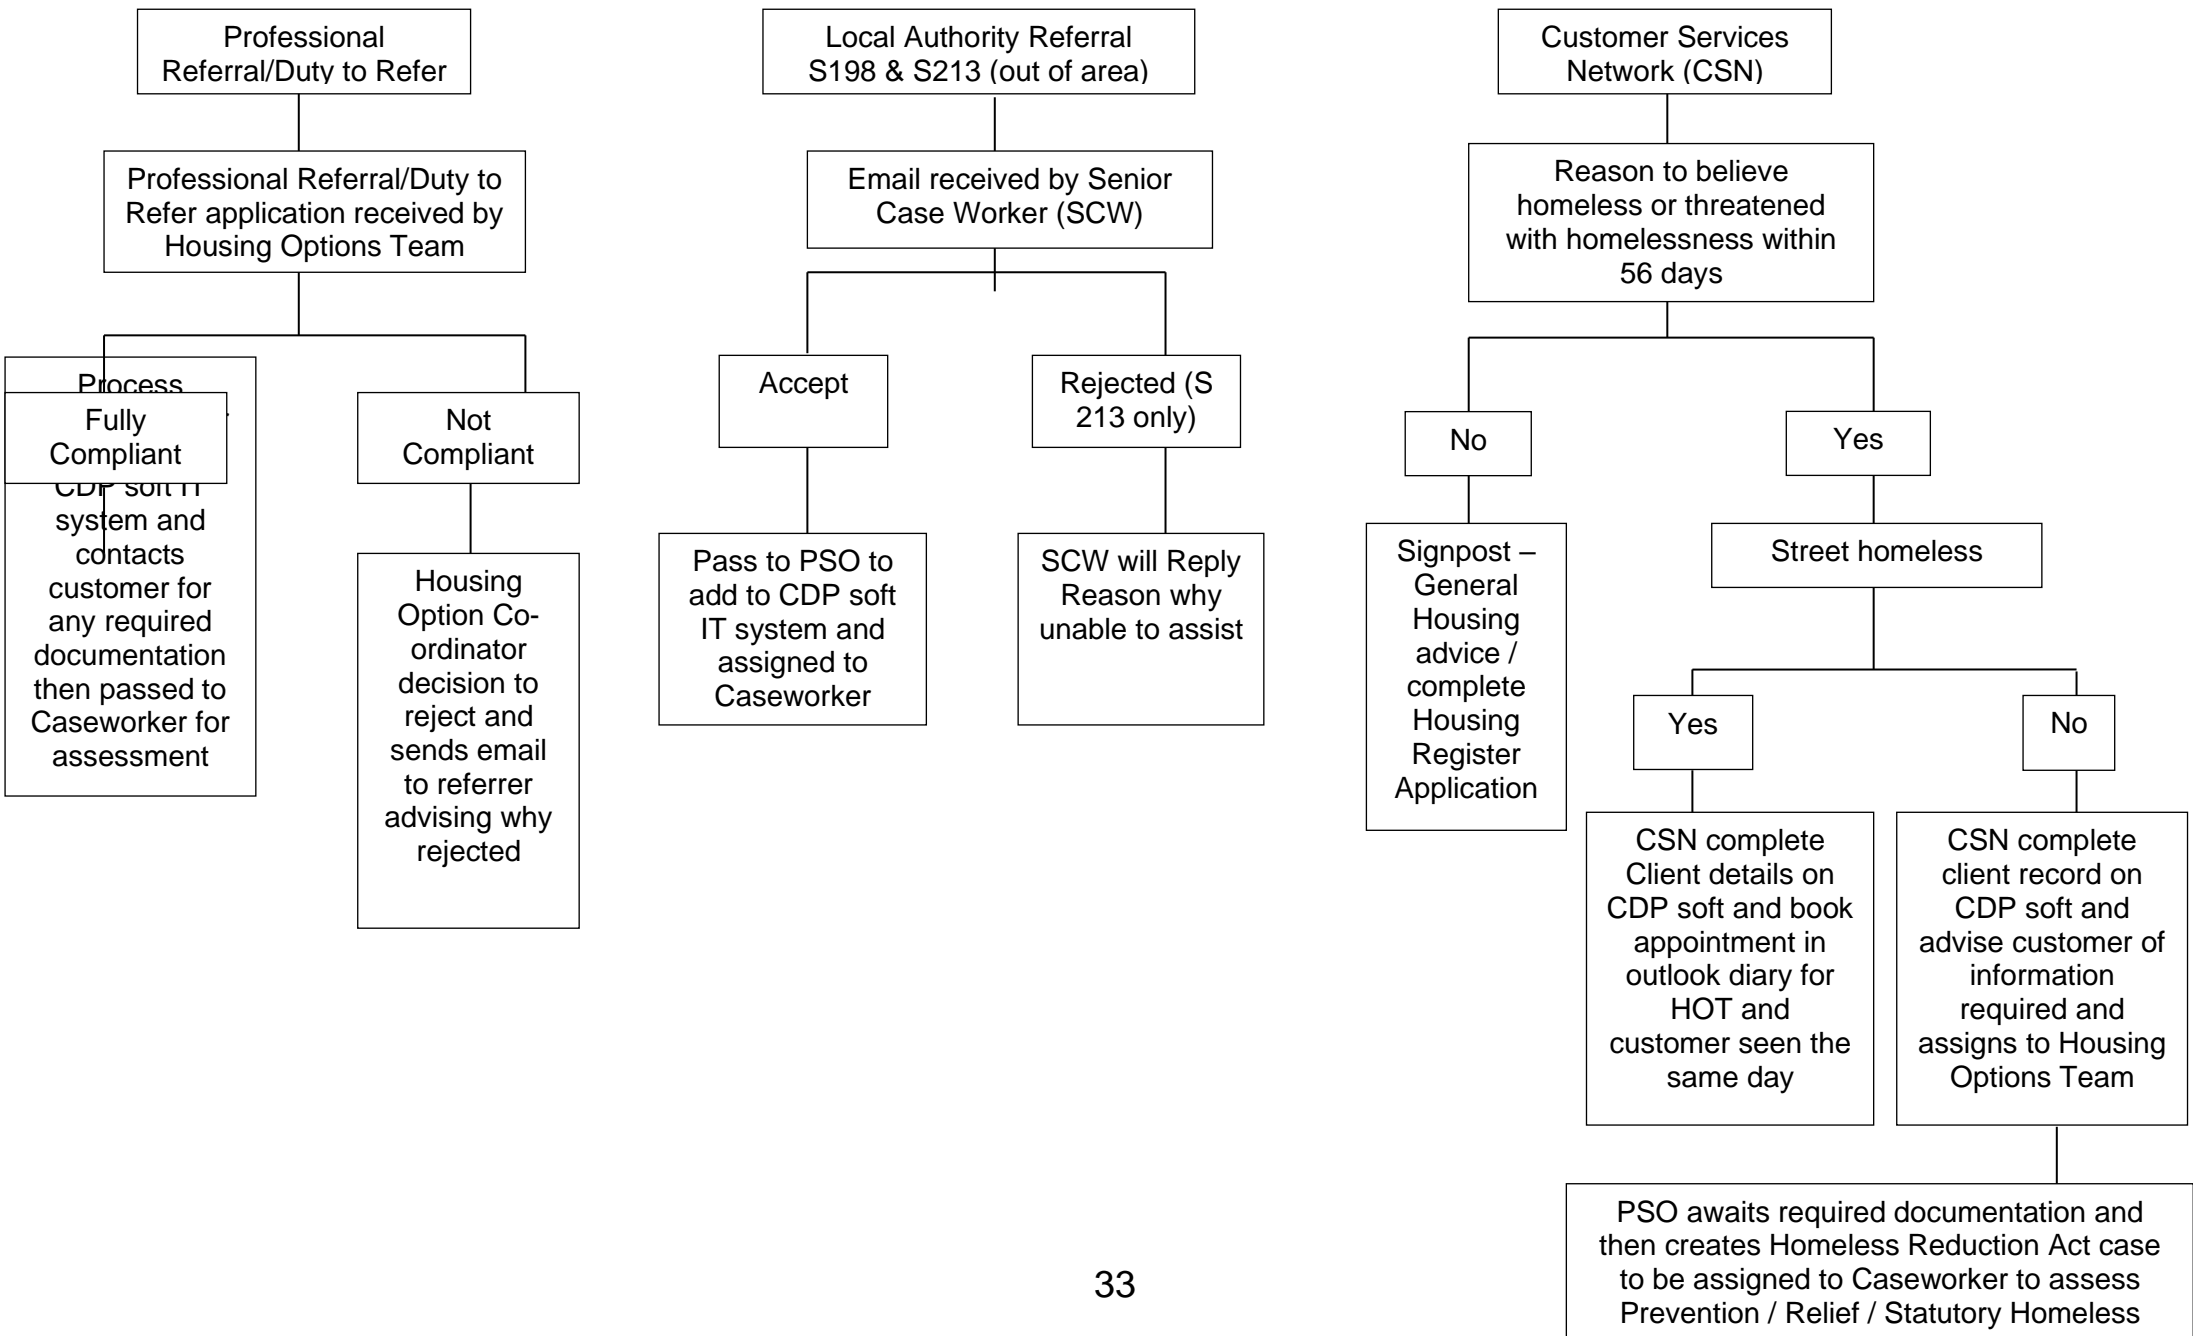 Professional
Referral/Duty to Refer
Professional Referral/Duty to
Refer application received by
Housing Options Team
Process
Fully
Compliant
CDP soft IT
system and
contacts
customer for
any required
documentation
then passed to
Caseworker for
assessment
Not
Compliant
Housing
Option Co-
ordinator
decision to
reject and
sends email
to referrer
advising why
rejected
Local Authority Referral
S198 & S213 (out of area)
Email received by Senior
Case Worker (SCW)
Accept
Pass to PSO to
add to CDP soft
IT system and
assigned to
Caseworker
Rejected (S
213 only)
SCW will Reply
Reason why
unable to assist
Customer Services
Network (CSN)
Reason to believe
homeless or threatened
with homelessness within
56 days
No
Signpost –
General
Housing
advice /
complete
Housing
Register
Application
Yes
Street homeless
Yes
CSN complete
Client details on
CDP soft and book
appointment in
outlook diary for
HOT and
customer seen the
same day
No
CSN complete
client record on
CDP soft and
advise customer of
information
required and
assigns to Housing
Options Team
PSO awaits required documentation and
then creates Homeless Reduction Act case
to be assigned to Caseworker to assess
Prevention / Relief / Statutory Homeless
33